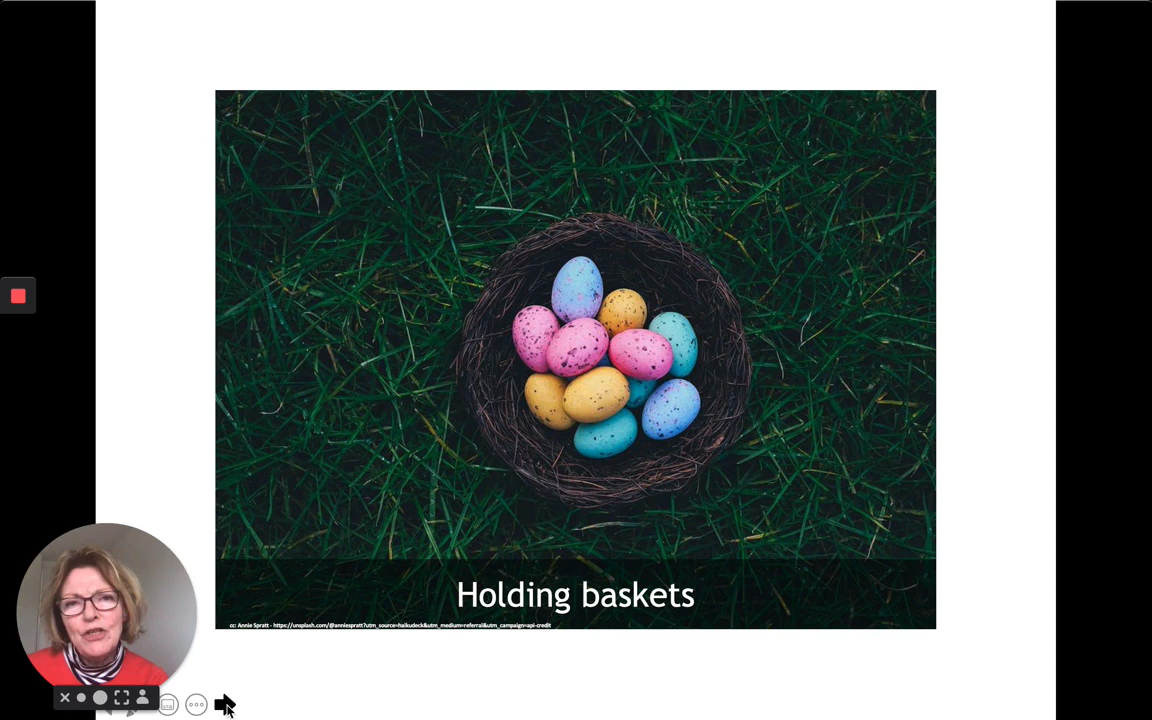 Holding baskets
cc: Annie Spratt - https://unsplash.com/@anniespratt?utm_source=haikudeck&utm_medium=referral&utm_campaign=api-credit